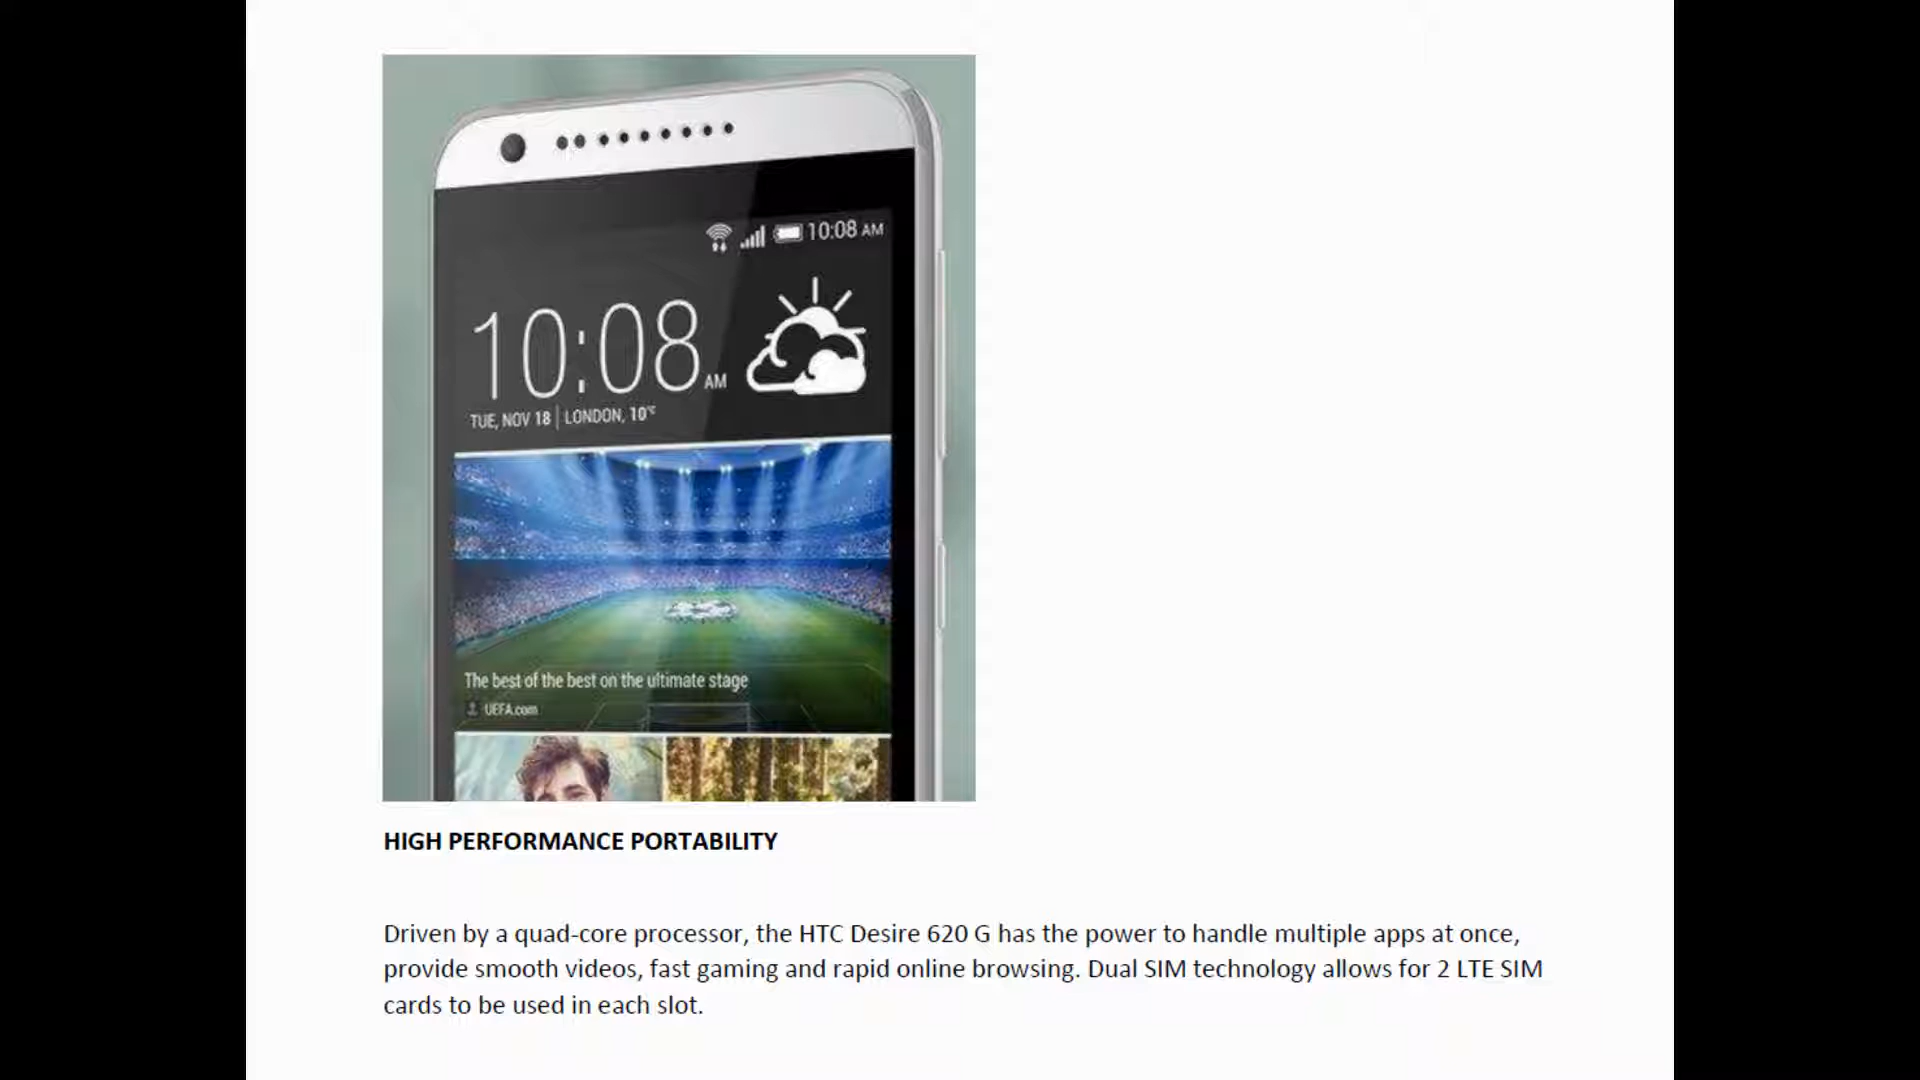 10:08 AM
10:08 AM
TUE, NOV 18 | LONDON, 10°C
The best of the best on the ultimate stage
UEFA.com
HIGH PERFORMANCE PORTABILITY
Driven by a quad-core processor, the HTC Desire 620 G has the power to handle multiple apps at once,
provide smooth videos, fast gaming and rapid online browsing. Dual SIM technology allows for 2 LTE SIM
cards to be used in each slot.